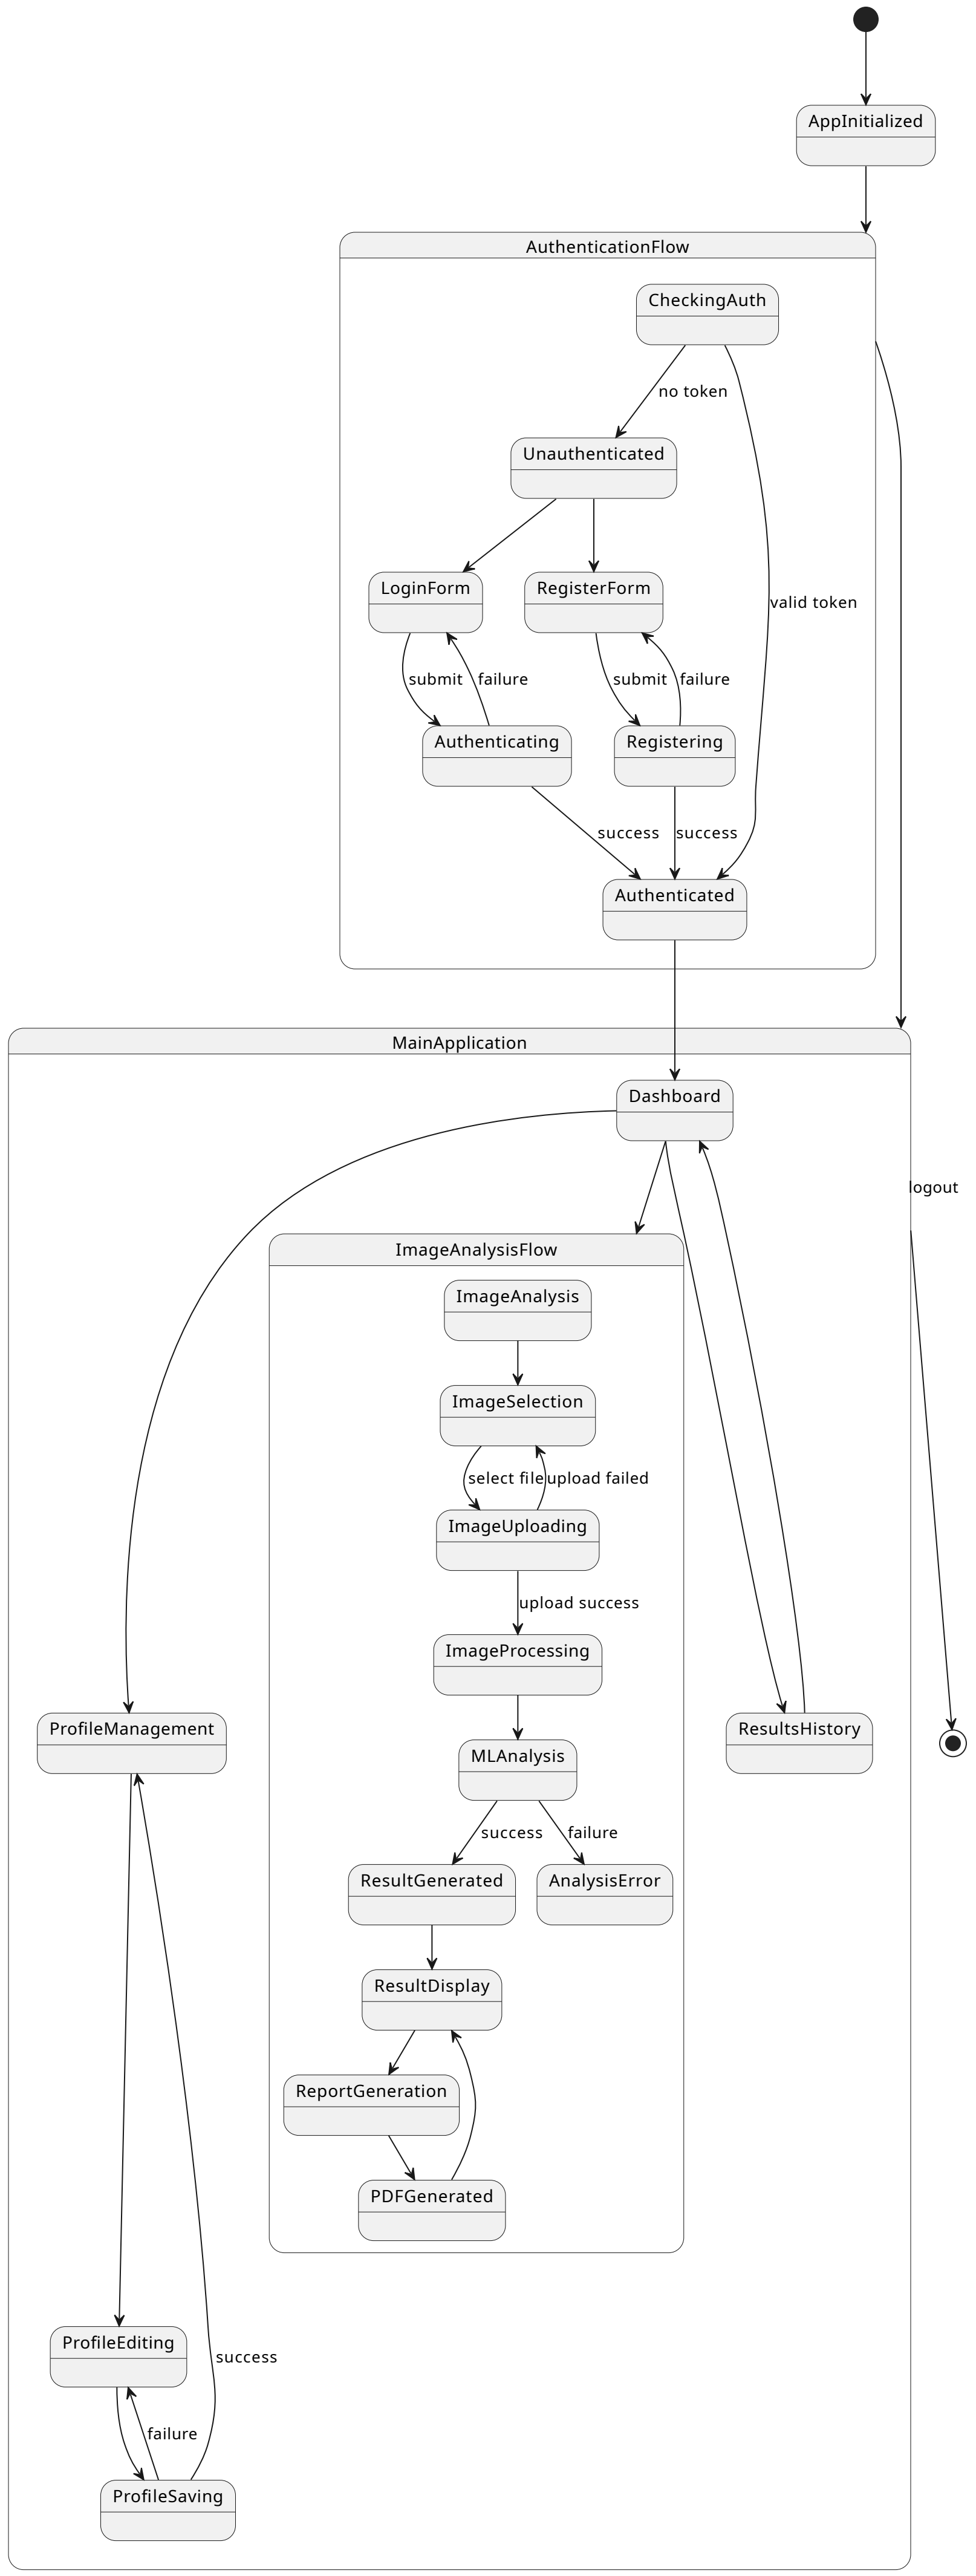 AppInitialized
AuthenticationFlow
CheckingAuth
no token
Unauthenticated
LoginForm
RegisterForm
valid token
submit
failure
submit
failure
Authenticating
Registering
success
success
Authenticated
MainApplication
Dashboard
logout
ImageAnalysisFlow
ImageAnalysis
ImageSelection
select file
upload failed
ImageUploading
upload success
ImageProcessing
ProfileManagement
ResultsHistory
MLAnalysis
success
failure
ResultGenerated
AnalysisError
ResultDisplay
ReportGeneration
PDFGenerated
ProfileEditing
success
failure
ProfileSaving